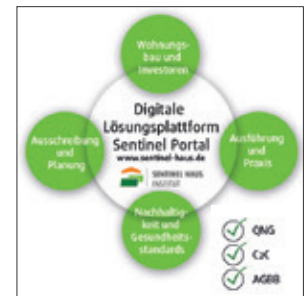 Wohnungs-
bau und
Investoren
Digitale
Lösungsplattform
Sentinel Portal
www.sentinel-haus.de
SENTINEL HAUS
INSTITUT
Ausschreibung
und
Planung
Ausführung
und
Praxis
Nachhaltig-
keit und
Gesundheits-
standards
QNG
C2C
AGBB